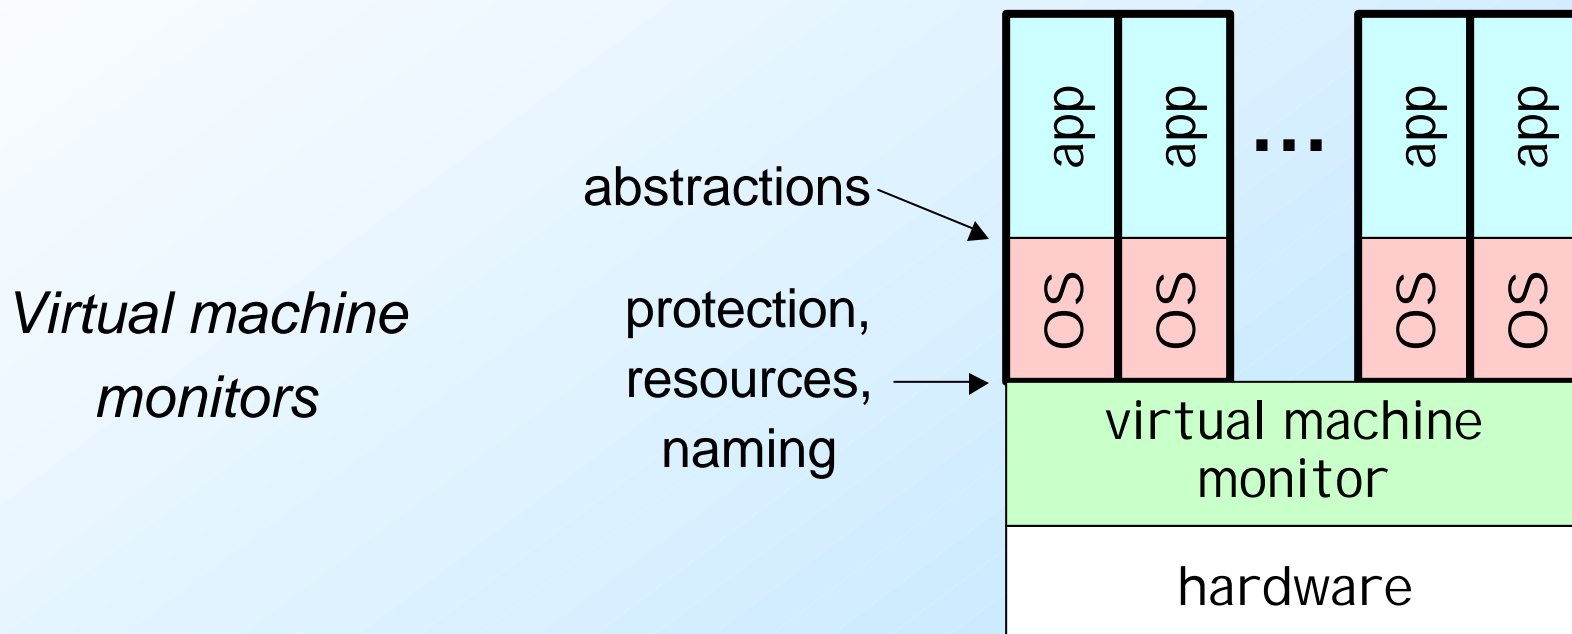 Virtual machine
monitors
abstractions
protection,
resources,
naming
app
app
...
app
app
OS
OS
OS
OS
virtual machine
monitor
hardware